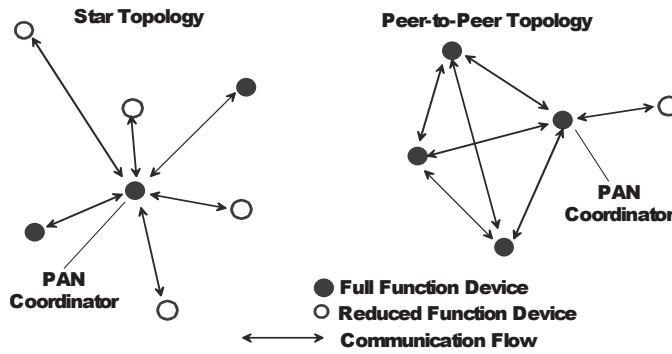 Star Topology
Peer-to-Peer Topology
PAN
Coordinator
PAN
Coordinator
Full Function Device
Reduced Function Device
Communication Flow